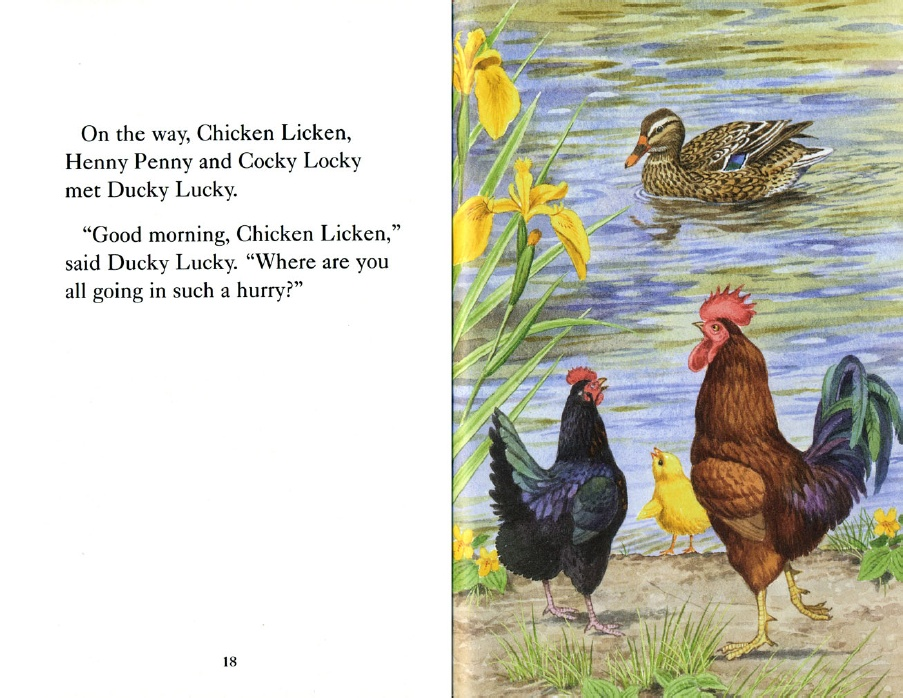 On the way, Chicken Licken,
Henny Penny and Cocky Locky
met Ducky Lucky.
“Good morning, Chicken Licken,”
said Ducky Lucky. “Where are you
all going in such a hurry?”
18